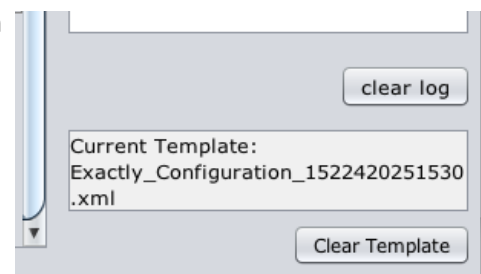 clear log
Current Template:
Exactly_Configuration_1522420251530
.xml
Clear Template